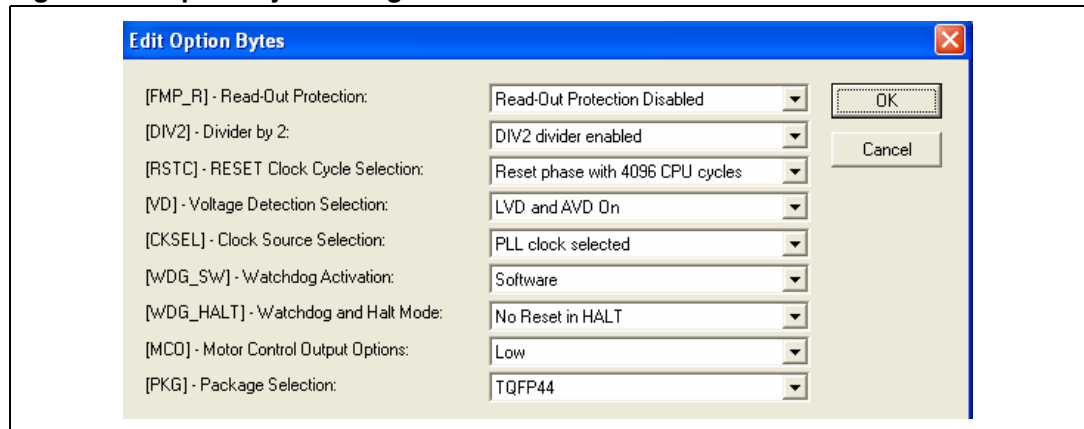 Edit Option Bytes
[FMP_R] - Read-Out Protection: Read-Out Protection Disabled OK
[DIV2] - Divider by 2: DIV2 divider enabled
Cancel
[RSTC] - RESET Clock Cycle Selection: Reset phase with 4096 CPU cycles
[VD] - Voltage Detection Selection: LVD and AVD On
[CKSEL] - Clock Source Selection: PLL clock selected
[WDG_SW] - Watchdog Activation: Software
[WDG_HALT] - Watchdog and Halt Mode: No Reset in HALT
[MCO] - Motor Control Output Options: Low
[PKG] - Package Selection: TQFP44